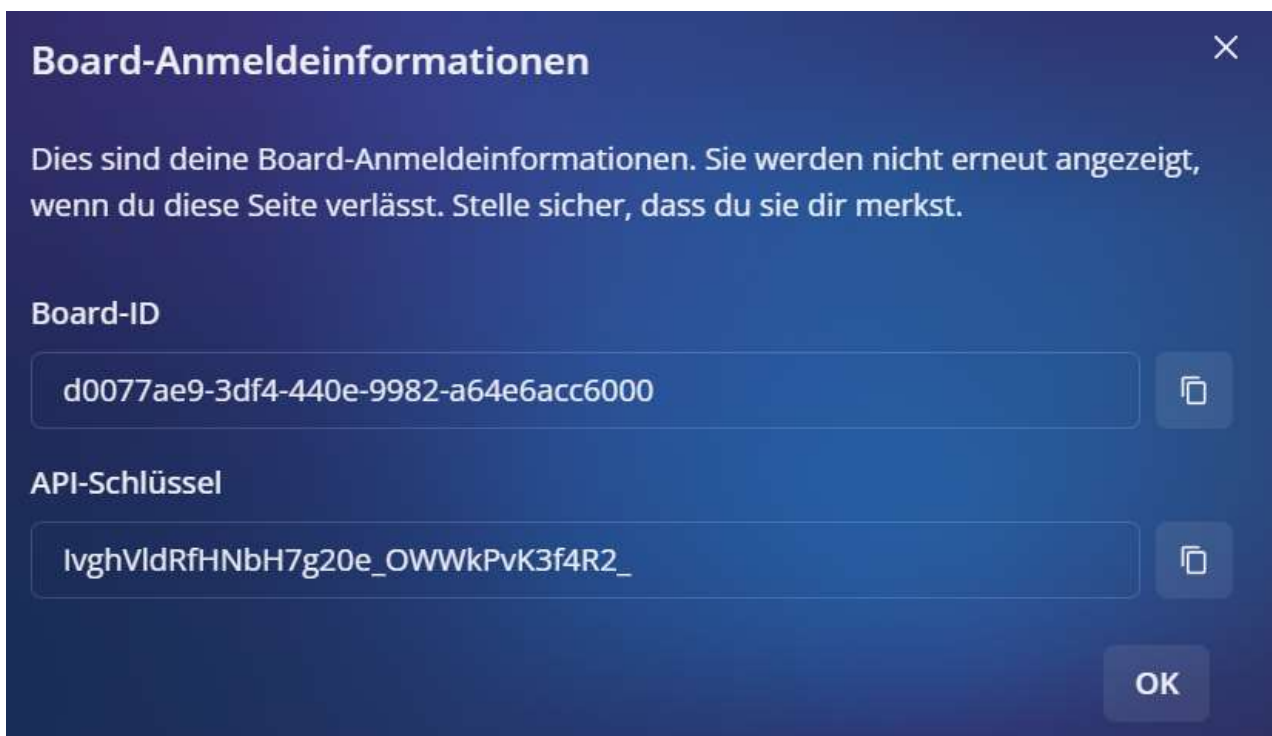 Board-Anmeldeinformationen
Dies sind deine Board-Anmeldeinformationen. Sie werden nicht erneut angezeigt,
wenn du diese Seite verlässt. Stelle sicher, dass du sie dir merkst.
Board-ID
d0077ae9-3df4-440e-9982-a64e6acc6000
API-Schlüssel
IvghVldRfHNbH7g20e_OWWkPvK3f4R2_
OK